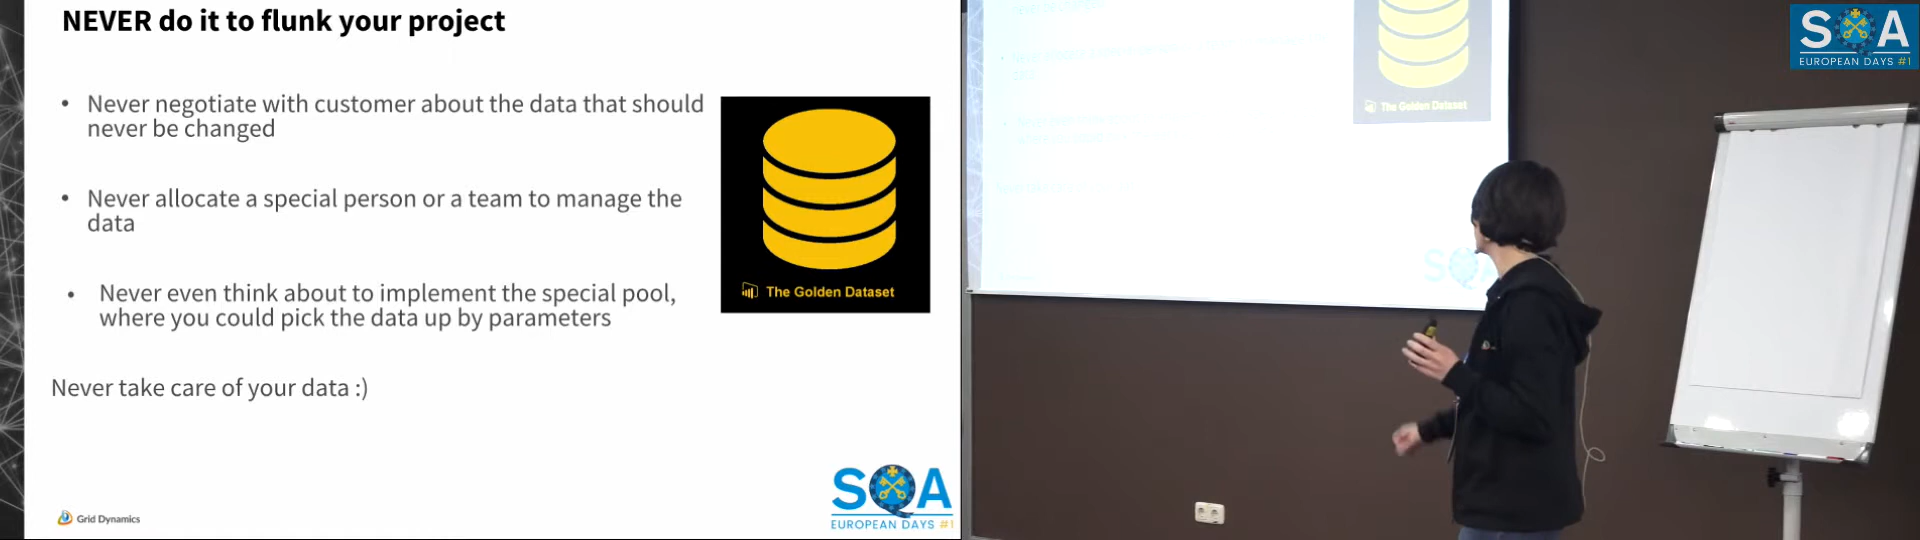 NEVER do it to flunk your project
• Never negotiate with customer about the data that should
never be changed
• Never allocate a special person or a team to manage the
data
• Never even think about to implement the special pool,
where you could pick the data up by parameters
Never take care of your data :)
The Golden Dataset
Grid Dynamics
SQA
EUROPEAN DAYS #1
The Golden Dataset
SQA
EUROPEAN DAYS #1